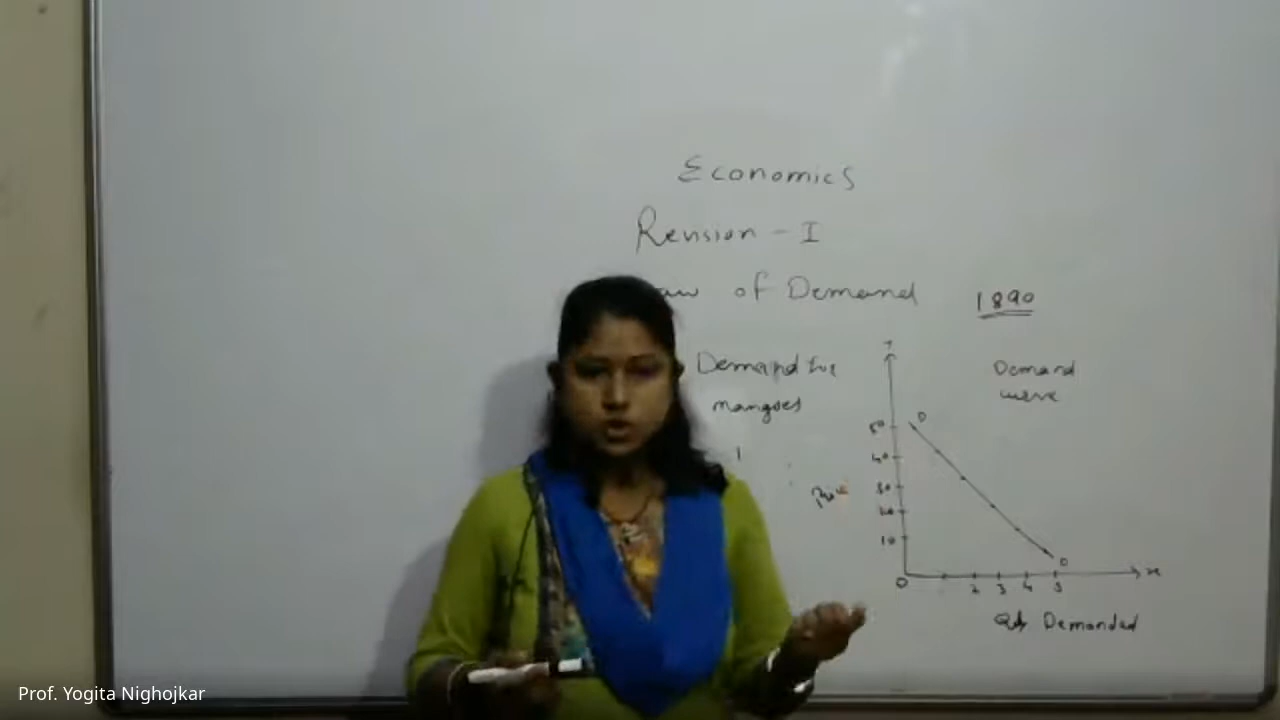 Economics
Revision - I
of Demand
1890
Demand for
mangoes
Y
Demand
curve
D
50
40
30
20
10
Price
D
0
2 3 4 5
x
Qty Demanded
Prof. Yogita Nighojkar